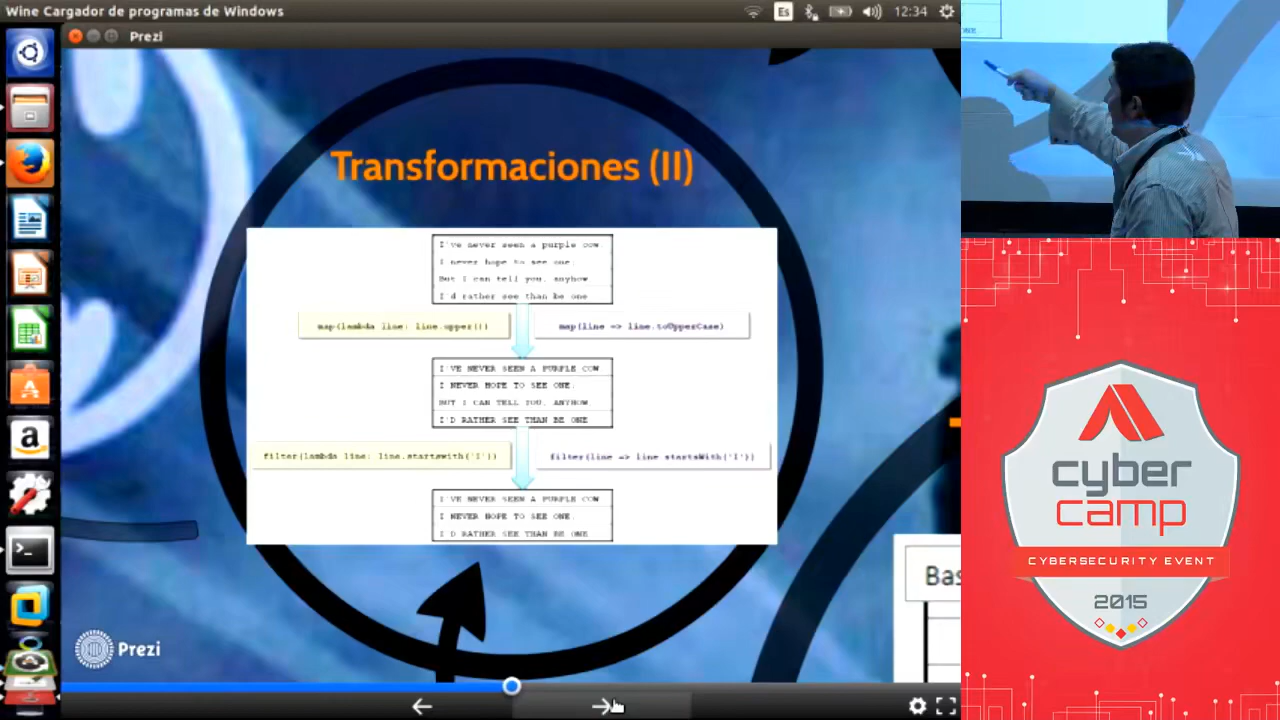 Wine Cargador de programas de Windows
Es
12:34
Prezi
Transformaciones (II)
I've never seen a purple cow.
I never hope to see one
But I can tell you, anyhow
I'd rather see than be one
map(lambda line: line.upper())
map(line => line.toUpperCase)
I'VE NEVER SEEN A PURPLE COW
I NEVER HOPE TO SEE ONE.
BUT I CAN TELL YOU, ANYHOW
I'D RATHER SEE THAN BE ONE
filter(lambda line: line.startswith('I'))
filter(line => line.startsWith('I'))
I'VE NEVER SEEN A PURPLE COW
I NEVER HOPE TO SEE ONE.
I'D RATHER SEE THAN BE ONE
Bas
Prezi
cyber
camp
CYBERSECURITY EVENT
2015